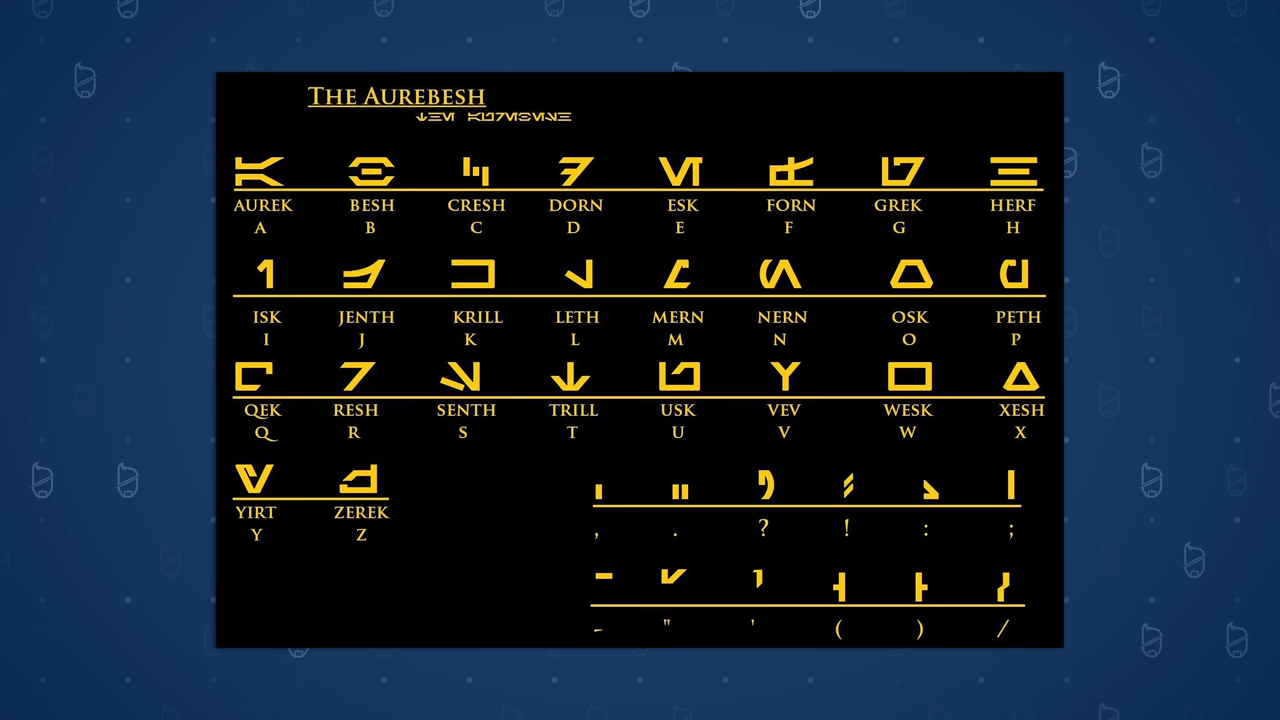 The Aurebesh
AUREK BESH CRESH DORN ESK FORN GREK HERF
A B C D E F G H
ISK JENTH KRILL LETH MERN NERN OSK PETH
I J K L M N O P
QEK RESH SENTH TRILL USK VEV WESK XESH
Q R S T U V W X
YIRT ZEREK
Y Z
, . ? ! : ;
- " ' ( ) /